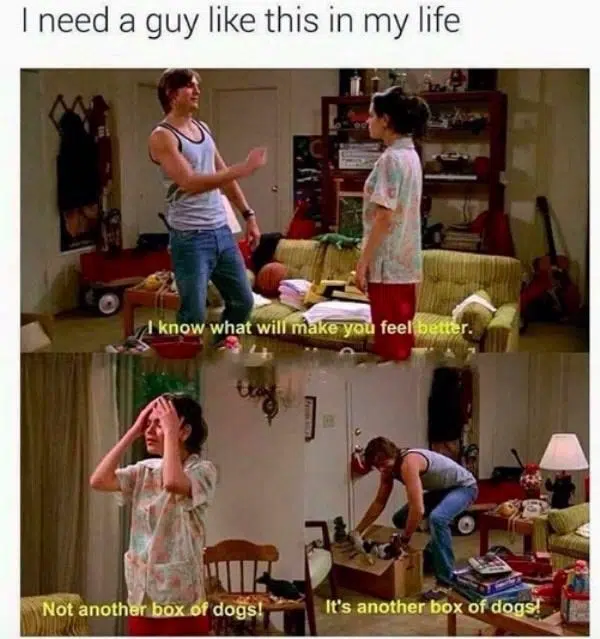 I need a guy like this in my life
I know what will make you feel better.
Not another box of dogs!
It's another box of dogs!